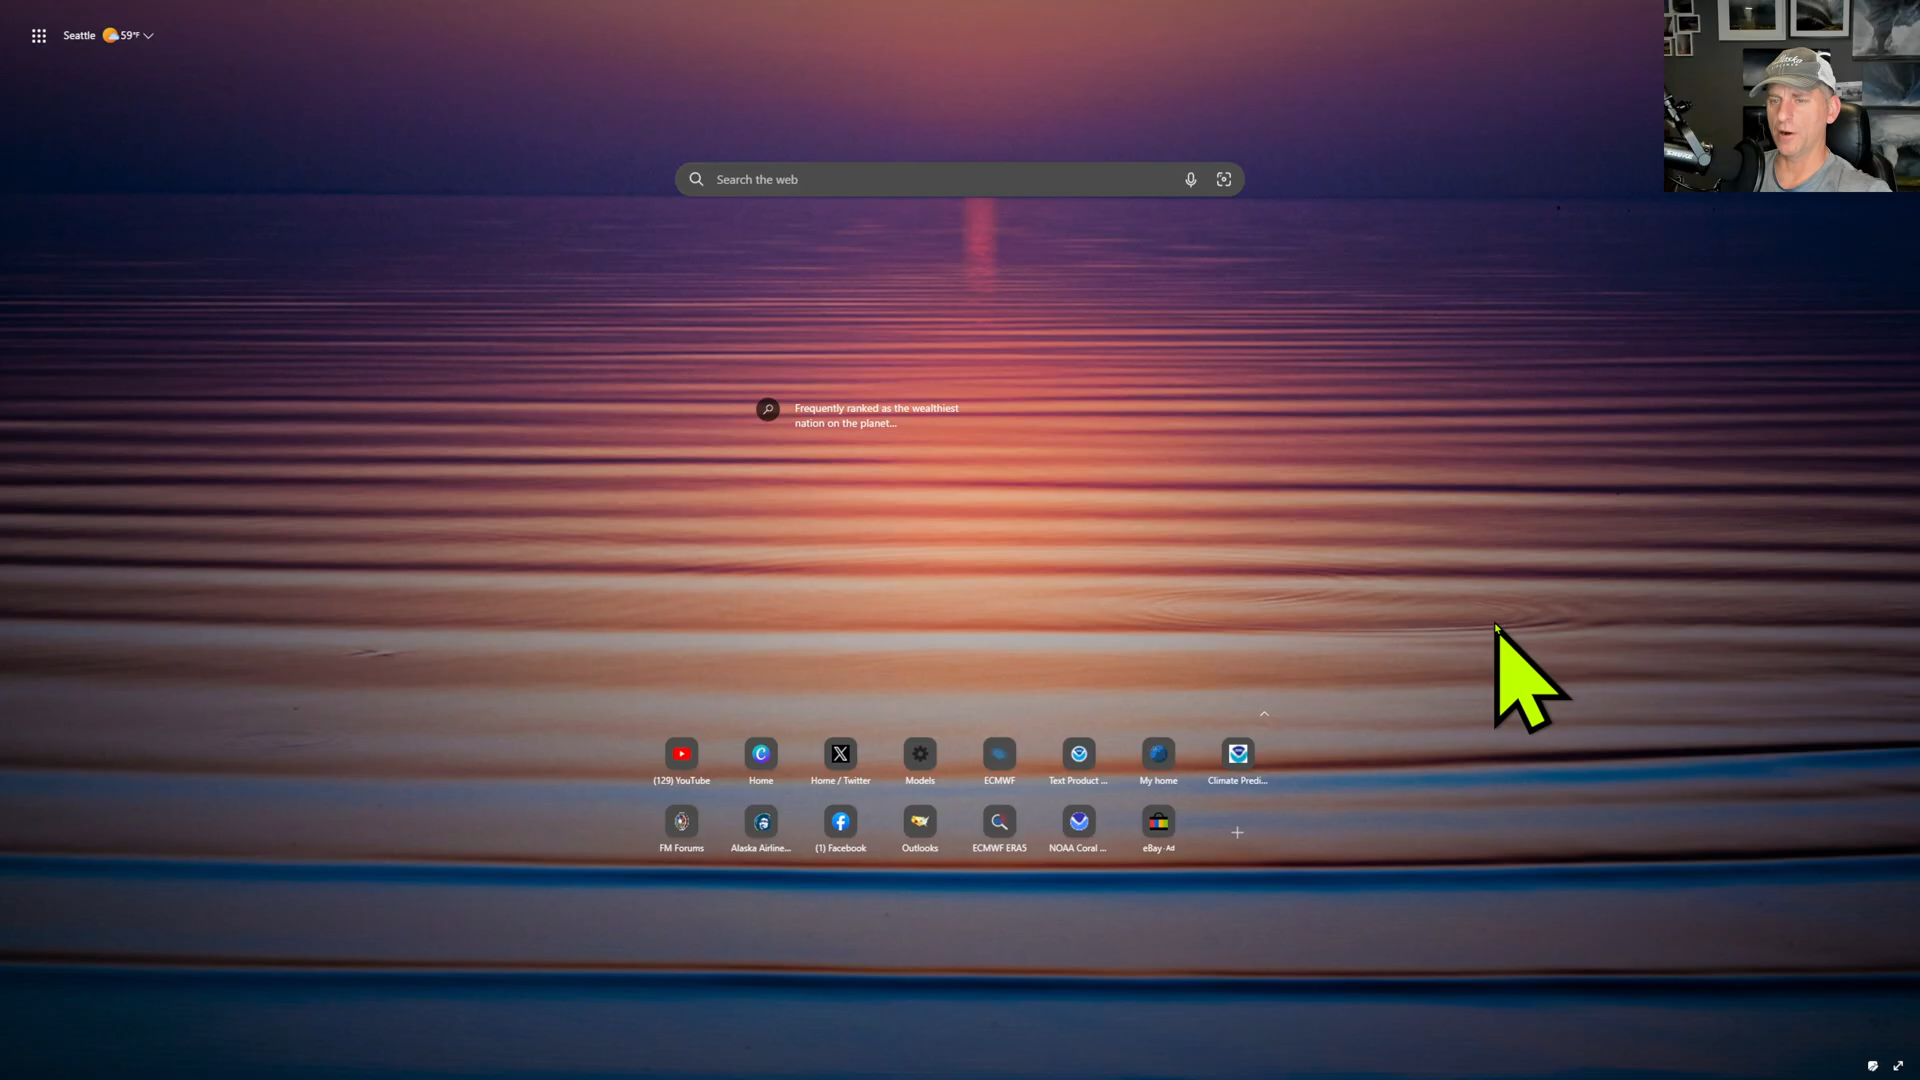 Seattle 59°F
Search the web
Frequently ranked as the wealthiest
nation on the planet...
(129) YouTube
Home
Home / Twitter
Models
ECMWF
Text Product ...
My home
Climate Predi...
FM Forums
Alaska Airline...
(1) Facebook
Outlooks
ECMWF ERA5
NOAA Coral ...
eBay · Ad
SHURE